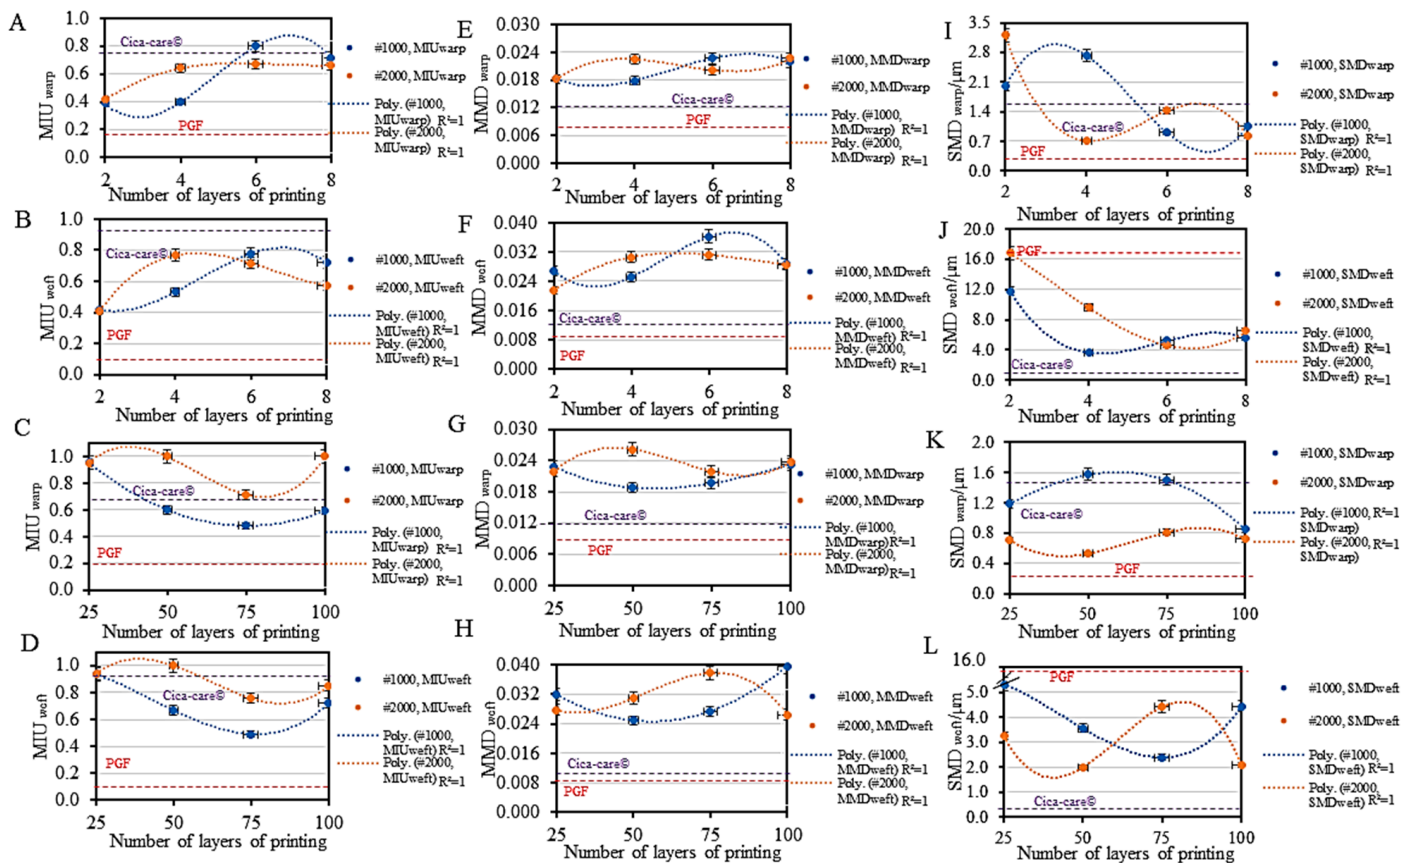 A
MIU warp
1.0
0.8
0.6
0.4
0.2
0.0
Cica-care©
PGF
2 4 6 8
Number of layers of printing
#1000, MIUwarp
#2000, MIUwarp
Poly. (#1000,
MIUwarp) R²=1
Poly. (#2000,
MIUwarp) R²=1
E
MMD warp
0.030
0.024
0.018
0.012
0.006
0.000
Cica-care©
PGF
2 4 6 8
Number of layers of printing
#1000, MMDwarp
#2000, MMDwarp
Poly. (#1000,
MMDwarp) R²=1
Poly. (#2000,
MMDwarp) R²=1
I
SMD warp/μm
3.5
2.8
2.1
1.4
0.7
0.0
Cica-care©
PGF
2 4 6 8
Number of layers of printing
#1000, SMDwarp
#2000, SMDwarp
Poly. (#1000,
SMDwarp) R²=1
Poly. (#2000,
SMDwarp) R²=1
B
MIU weft
1.0
0.8
0.6
0.4
0.2
0.0
Cica-care©
PGF
2 4 6 8
Number of layers of printing
#1000, MIUweft
#2000, MIUweft
Poly. (#1000,
MIUweft) R²=1
Poly. (#2000,
MIUweft) R²=1
F
MMD weft
0.040
0.032
0.024
0.016
0.008
0.000
Cica-care©
PGF
2 4 6 8
Number of layers of printing
#1000, MMDweft
#2000, MMDweft
Poly. (#1000,
MMDweft) R²=1
Poly. (#2000,
MMDweft) R²=1
J
SMD weft/μm
20.0
16.0
12.0
8.0
4.0
0.0
PGF
Cica-care©
2 4 6 8
Number of layers of printing
#1000, SMDweft
#2000, SMDweft
Poly. (#1000,
SMDweft) R²=1
Poly. (#2000,
SMDweft) R²=1
C
MIU warp
1.0
0.8
0.6
0.4
0.2
0.0
Cica-care©
PGF
25 50 75 100
Number of layers of printing
#1000, MIUwarp
#2000, MIUwarp
Poly. (#1000,
MIUwarp) R²=1
Poly. (#2000,
MIUwarp) R²=1
G
MMD warp
0.030
0.024
0.018
0.012
0.006
0.000
Cica-care©
PGF
25 50 75 100
Number of layers of printing
#1000, MMDwarp
#2000, MMDwarp
Poly. (#1000,
MMDwarp) R²=1
Poly. (#2000,
MMDwarp) R²=1
K
SMD warp/μm
2.0
1.6
1.2
0.8
0.4
0.0
Cica-care©
PGF
25 50 75 100
Number of layers of printing
#1000, SMDwarp
#2000, SMDwarp
Poly. (#1000, R²=1
SMDwarp)
Poly. (#2000, R²=1
SMDwarp)
D
MIU weft
1.0
0.8
0.6
0.4
0.2
0.0
Cica-care©
PGF
25 50 75 100
Number of layers of printing
#1000, MIUweft
#2000, MIUweft
Poly. (#1000,
MIUweft) R²=1
Poly. (#2000,
MIUweft) R²=1
H
MMD weft
0.040
0.032
0.024
0.016
0.008
0.000
Cica-care©
PGF
25 50 75 100
Number of layers of printing
#1000, MMDweft
#2000, MMDweft
Poly. (#1000,
MMDweft) R²=1
Poly. (#2000,
MMDweft) R²=1
L
SMD weft/μm
16.0
5.0
4.0
3.0
2.0
1.0
0.0
PGF
Cica-care©
25 50 75 100
Number of layers of printing
#1000, SMDweft
#2000, SMDweft
Poly. (#1000,
SMDweft) R²=1
Poly. (#2000,
SMDweft) R²=1